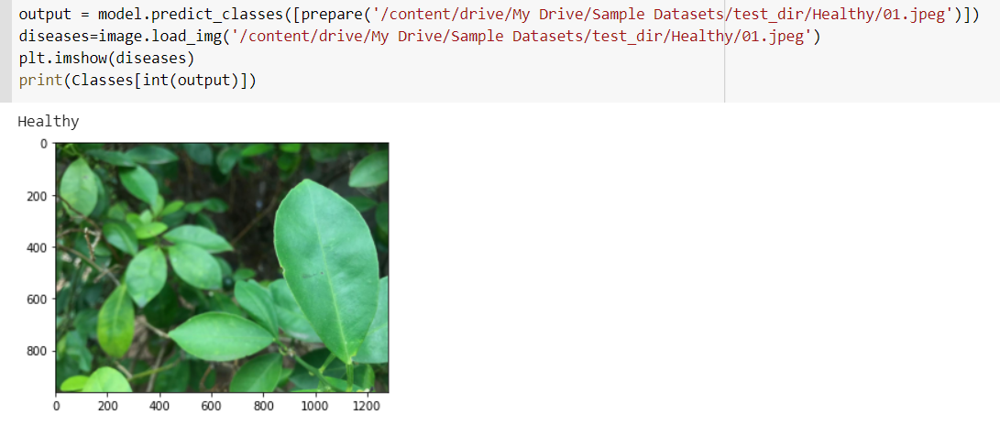 output = model.predict_classes([prepare('/content/drive/My Drive/Sample Datasets/test_dir/Healthy/01.jpeg')])
diseases=image.load_img('/content/drive/My Drive/Sample Datasets/test_dir/Healthy/01.jpeg')
plt.imshow(diseases)
print(Classes[int(output)])
Healthy
0
200
400
600
800
0 200 400 600 800 1000 1200